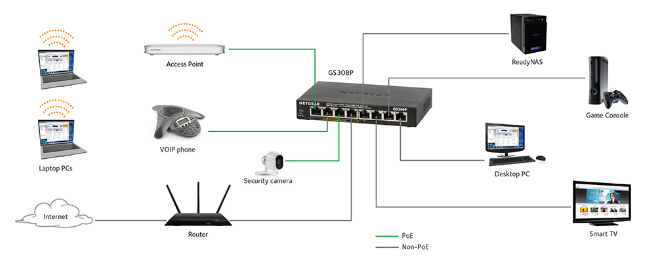 Access Point
VOIP phone
Laptop PCs
Security camera
Internet
Router
GS308P
NETGEAR
NETGEAR
GS308P
ReadyNAS
Game Console
Desktop PC
Smart TV
PoE
Non-PoE